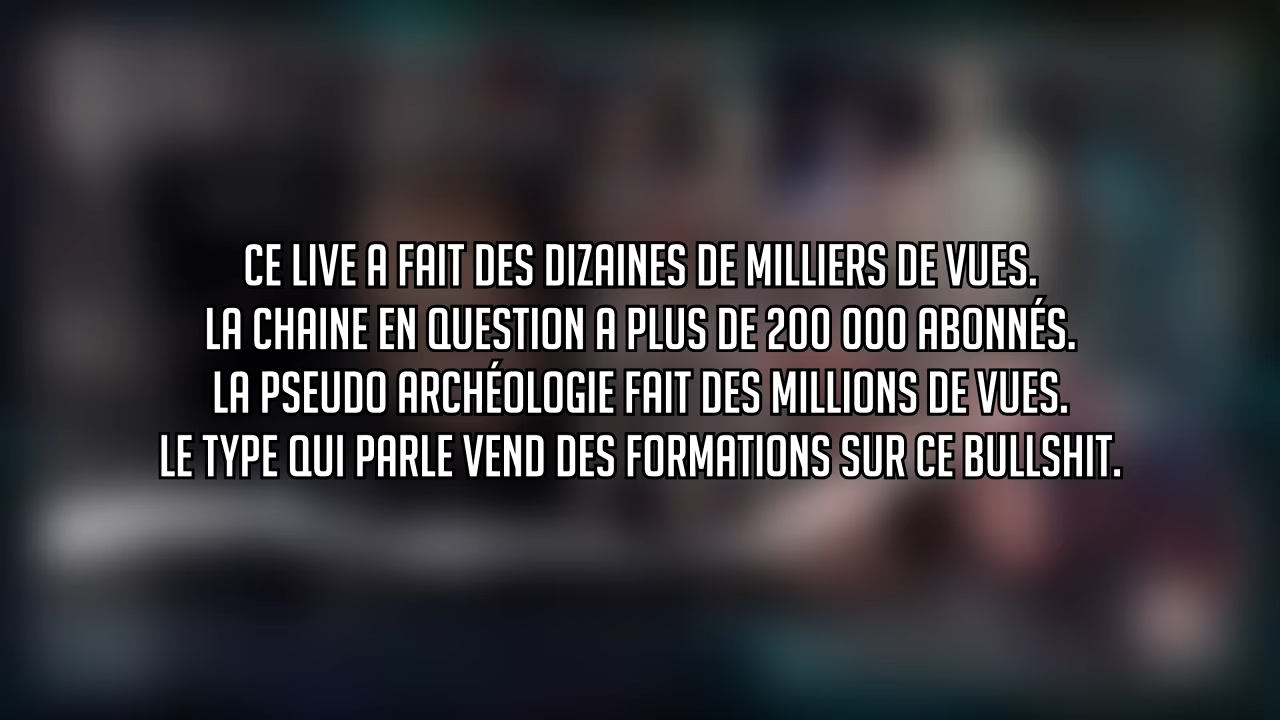 CE LIVE A FAIT DES DIZAINES DE MILLIERS DE VUES.
LA CHAINE EN QUESTION A PLUS DE 200 000 ABONNÉS.
LA PSEUDO ARCHÉOLOGIE FAIT DES MILLIONS DE VUES.
LE TYPE QUI PARLE VEND DES FORMATIONS SUR CE BULLSHIT.